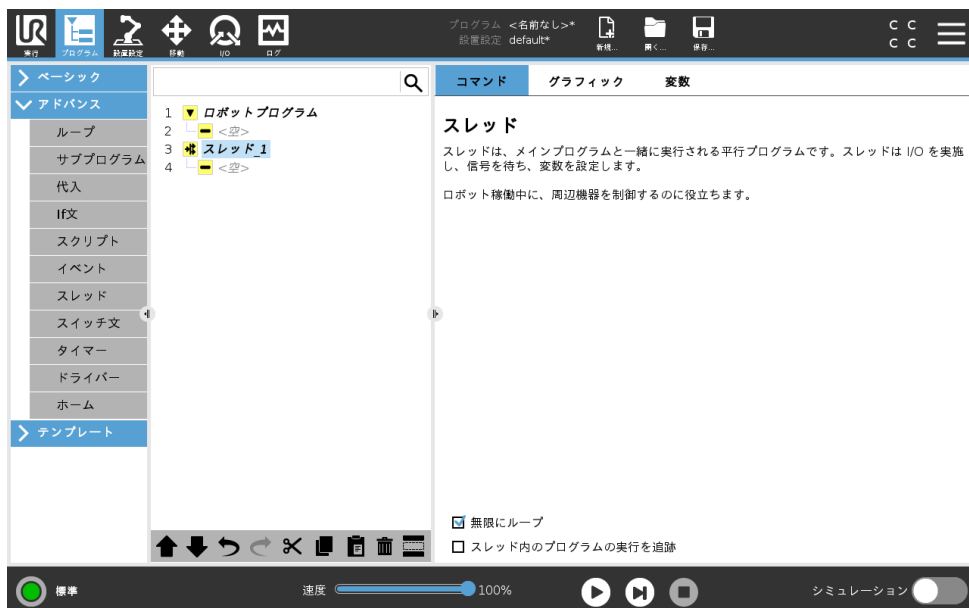 プログラム <名前なし>*
設置設定 default*
実行
プログラム
設置設定
移動
I/O
ログ
新規...
開く...
保存...
C C
C C
ベーシック
アドバンス
ループ
サブプログラム
代入
If文
スクリプト
イベント
スレッド
スイッチ文
タイマー
ドライバー
ホーム
テンプレート
1 ロボットプログラム
2 <空>
3 スレッド_1
4 <空>
コマンド グラフィック 変数
スレッド
スレッドは、メインプログラムと一緒に実行される平行プログラムです。スレッドは I/O を実施
し、信号を待ち、変数を設定します。
ロボット稼働中に、周辺機器を制御するのに役立ちます。
無限にループ
スレッド内のプログラムの実行を追跡
標準
速度 100%
シミュレーション